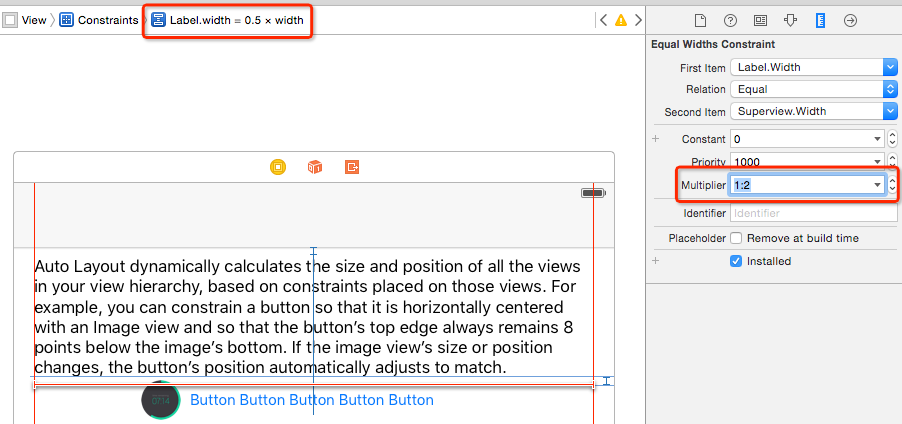 View
Constraints
Label.width = 0.5 × width
Equal Widths Constraint
First Item
Label.Width
Relation
Equal
Second Item
Superview.Width
Constant
0
Priority
1000
Multiplier
1:2
Identifier
Identifier
Placeholder
Remove at build time
Installed
Auto Layout dynamically calculates the size and position of all the views
in your view hierarchy, based on constraints placed on those views. For
example, you can constrain a button so that it is horizontally centered
with an Image view and so that the button’s top edge always remains 8
points below the image’s bottom. If the image view’s size or position
changes, the button’s position automatically adjusts to match.
Button Button Button Button Button